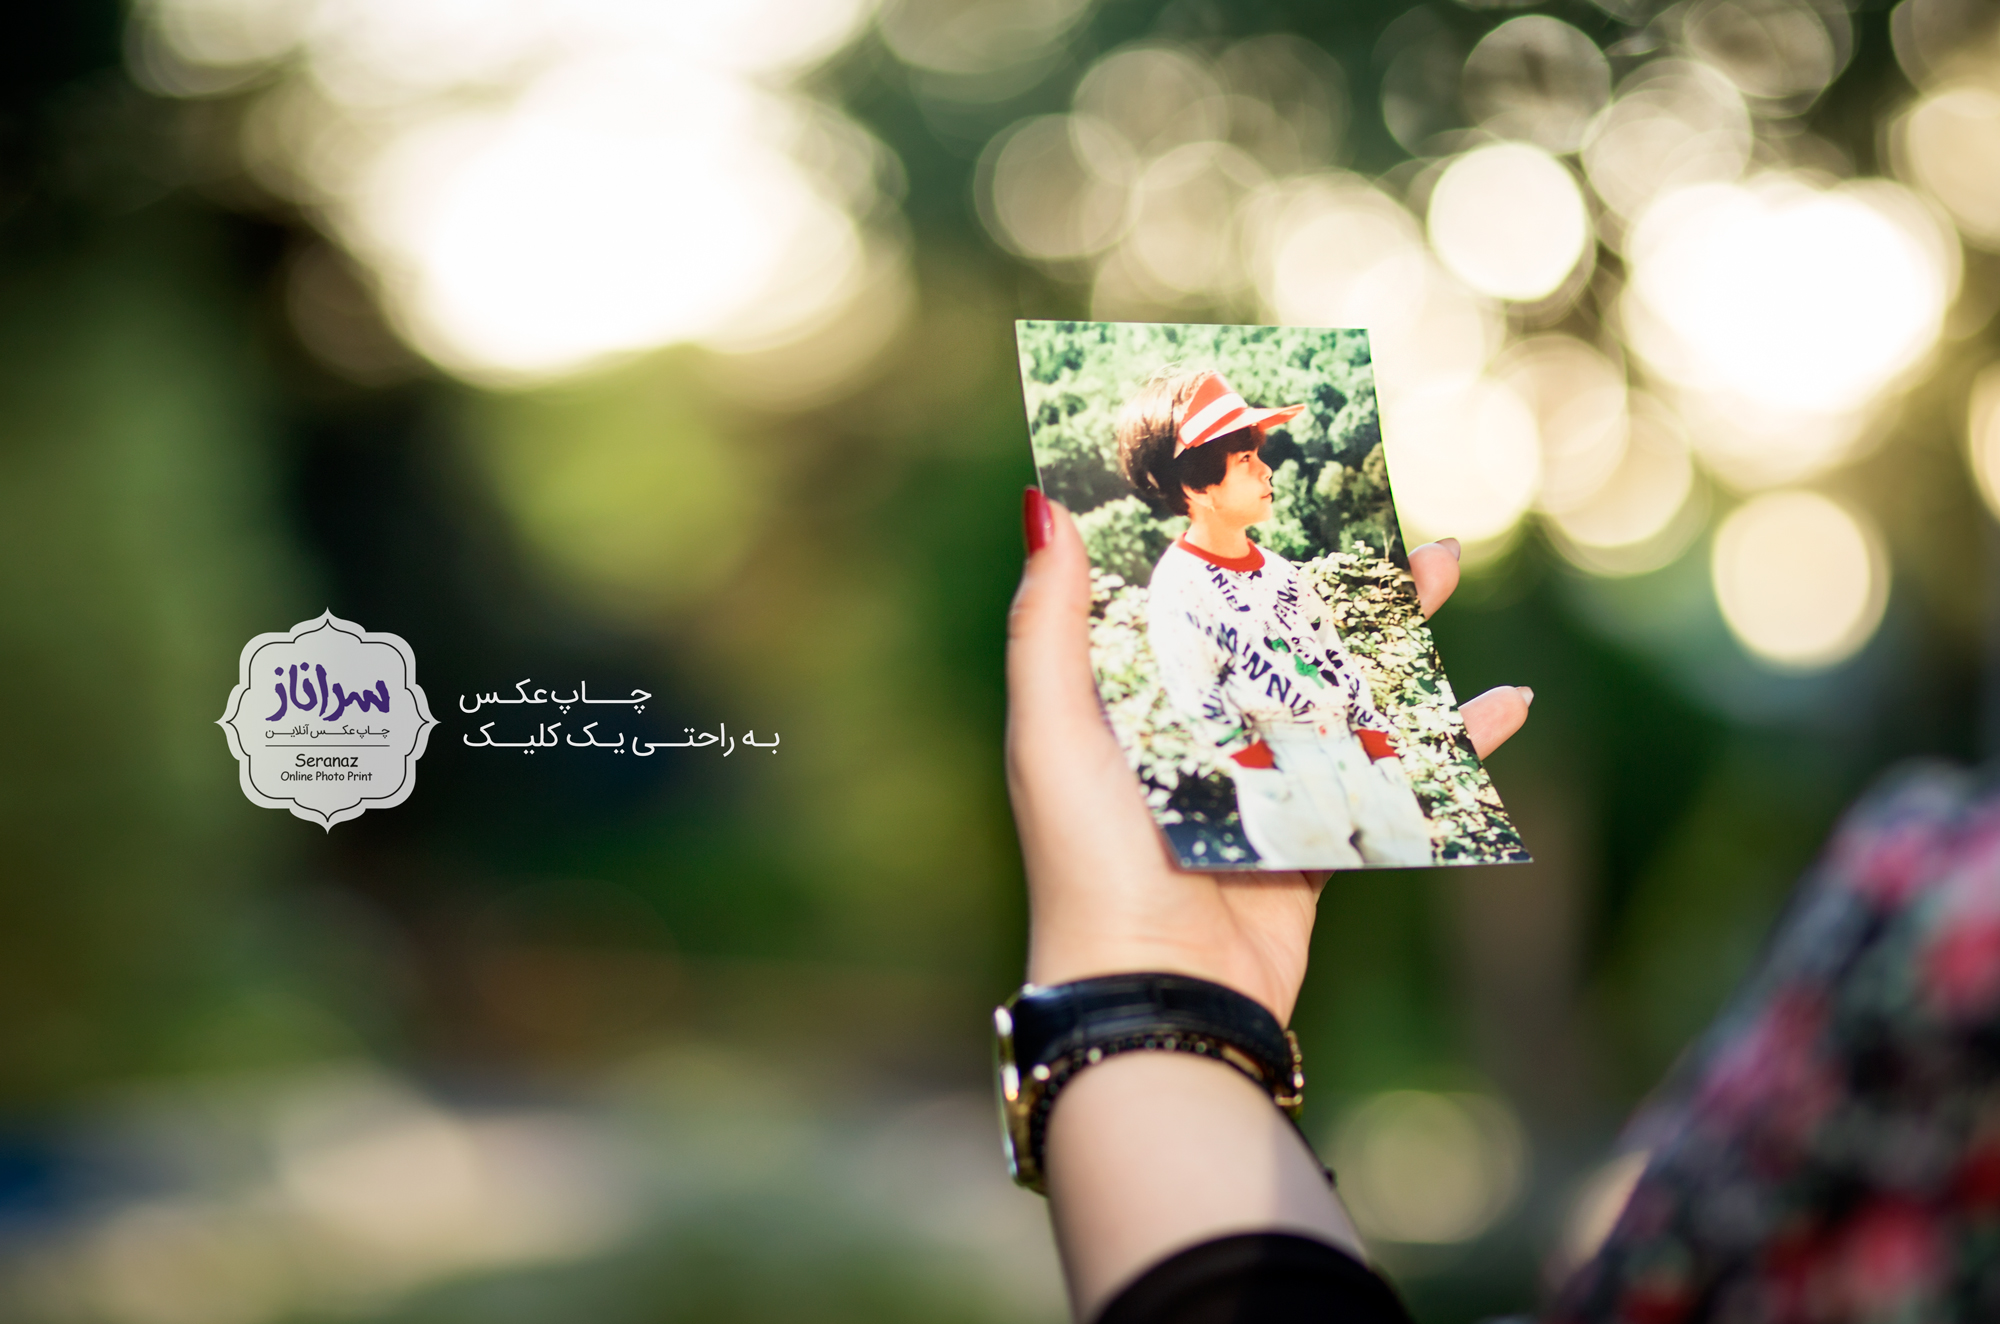 سراناز
چاپ عکس آنلاین
Seranaz
Online Photo Print
چاپ عکس
به راحتی یک کلیک